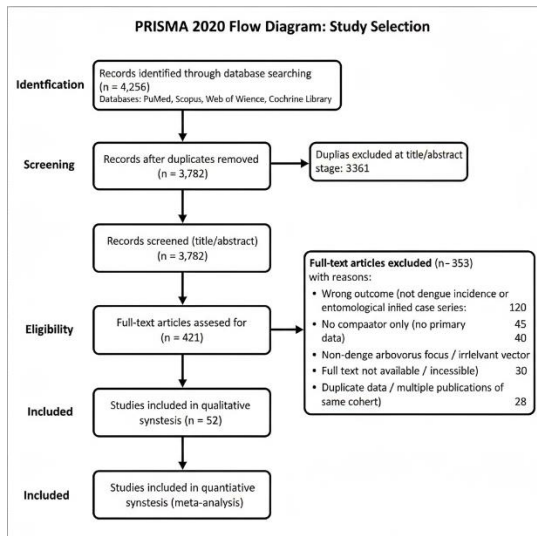 PRISMA 2020 Flow Diagram: Study Selection
Identfication
Records identified through database searching
(n = 4,256)
Databases: PuMed, Scopus, Web of Wience, Cochrine Library
Screening
Records after duplicates removed
(n = 3,782)
Duplias excluded at title/abstract
stage: 3361
Records screened (title/abstract)
(n = 3,782)
Eligibility
Full-text articles assesed for
(n = 421)
Full-text articles excluded (n–353)
with reasons:
• Wrong outcome (not dengue incidence or
entomological inited case series: 120
• No compaator only (no primary 45
data) 40
• Non-denge arbovorus focus / irrlelvant vector
• Full text not available / incessible) 30
• Duplicate data / multiple publications of
same cohort) 28
Included
Studies included in qualitative
synstesis (n = 52)
Included
Studies included in quantiative
synstesis (meta-analysis)